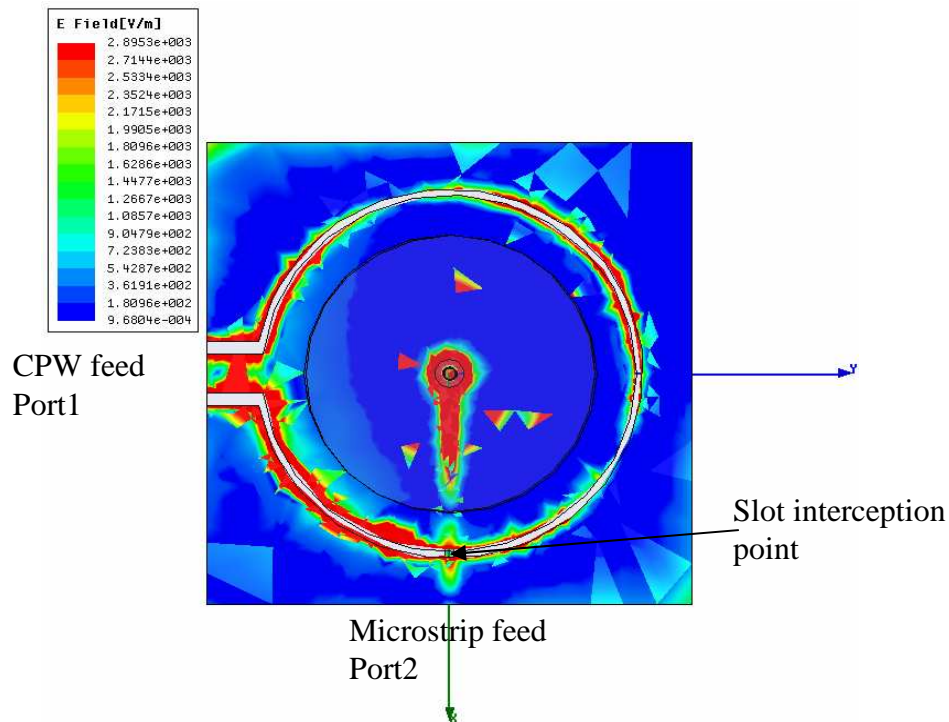 E Field[V/m]
2.8953e+003
2.7144e+003
2.5334e+003
2.3524e+003
2.1715e+003
1.9905e+003
1.8096e+003
1.6286e+003
1.4477e+003
1.2667e+003
1.0857e+003
9.0479e+002
7.2383e+002
5.4287e+002
3.6191e+002
1.8096e+002
9.6804e-004
CPW feed
Port1
Y
Slot interception
point
Microstrip feed
Port2
X